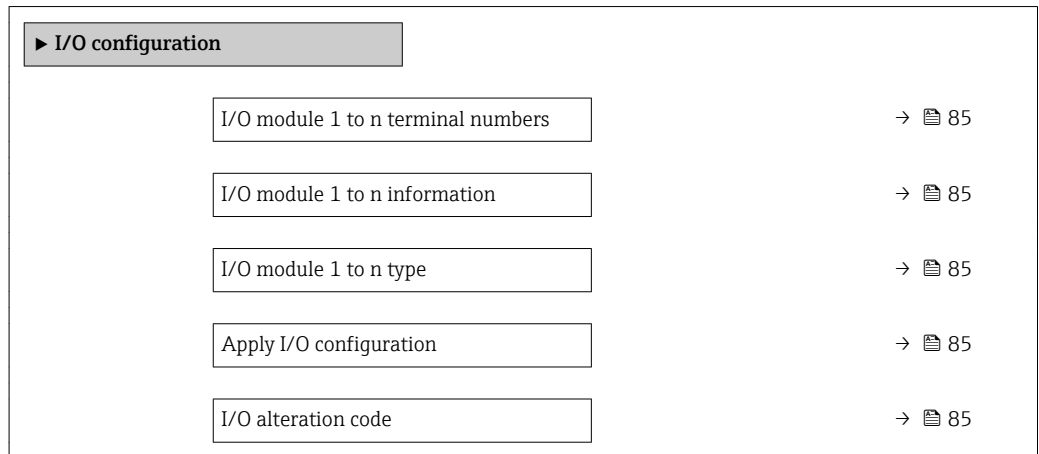 ► I/O configuration
I/O module 1 to n terminal numbers → 85
I/O module 1 to n information → 85
I/O module 1 to n type → 85
Apply I/O configuration → 85
I/O alteration code → 85